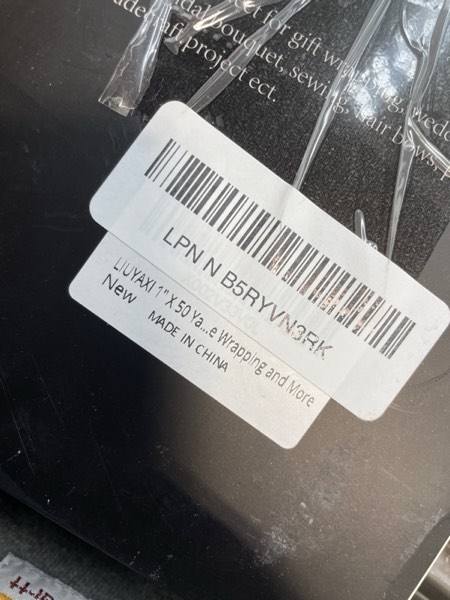 ect for gift wrapping, wedd
bouquet, sewing, hair bows,
project ect.
LPN N B5RYVN3RK
LIUYAXI 1" X 50 Ya...e Wrapping and More
New
MADE IN CHINA